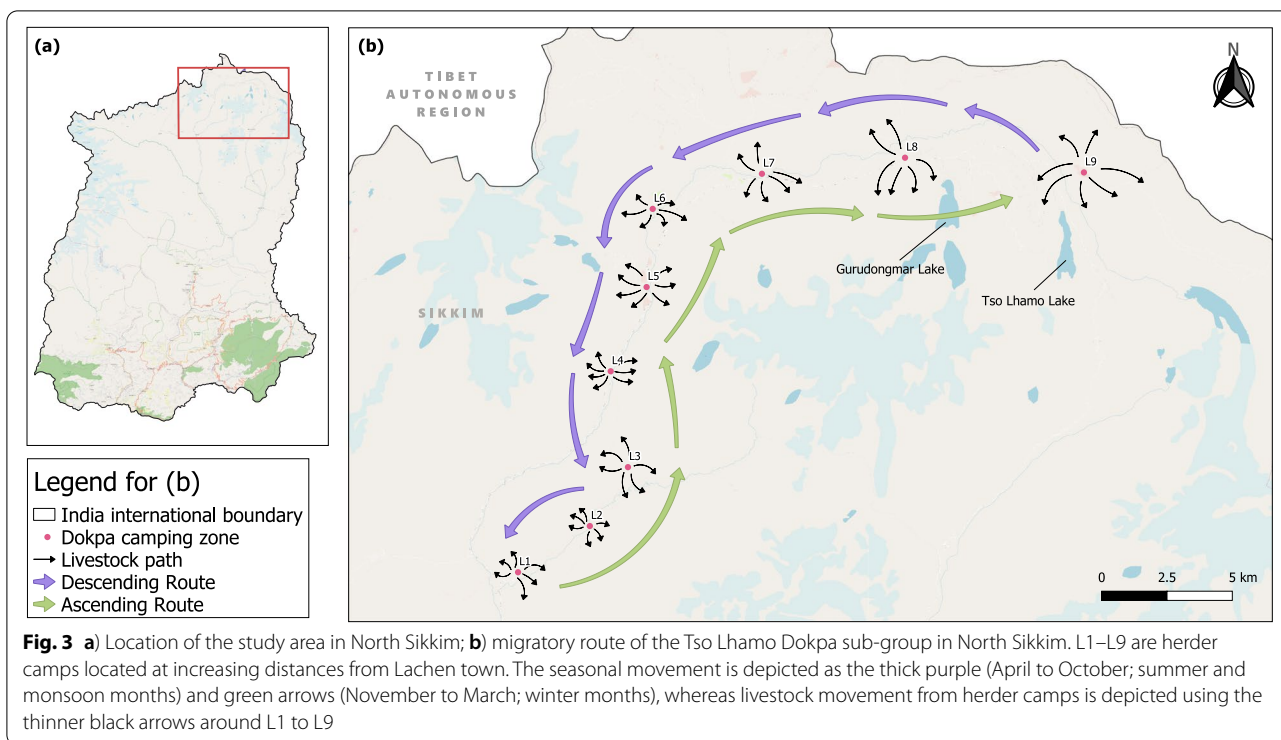 (a)
(b)
TIBET
AUTONOMOUS
REGION
N
L8
L7
L9
L6
Gurudongmar Lake
L5
Tso Lhamo Lake
SIKKIM
L4
L3
L2
L1
0 2.5 5 km
Legend for (b)
India international boundary
Dokpa camping zone
Livestock path
Descending Route
Ascending Route
Fig. 3 a) Location of the study area in North Sikkim; b) migratory route of the Tso Lhamo Dokpa sub-group in North Sikkim. L1–L9 are herder
camps located at increasing distances from Lachen town. The seasonal movement is depicted as the thick purple (April to October; summer and
monsoon months) and green arrows (November to March; winter months), whereas livestock movement from herder camps is depicted using the
thinner black arrows around L1 to L9